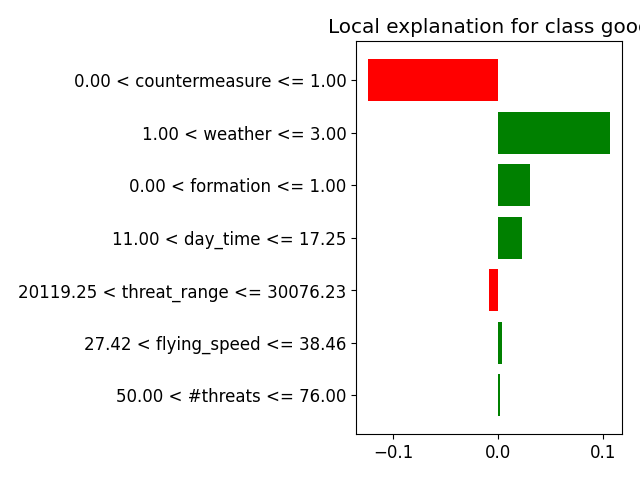 Local explanation for class goo
0.00 < countermeasure <= 1.00
1.00 < weather <= 3.00
0.00 < formation <= 1.00
11.00 < day_time <= 17.25
20119.25 < threat_range <= 30076.23
27.42 < flying_speed <= 38.46
50.00 < #threats <= 76.00
−0.1 0.0 0.1